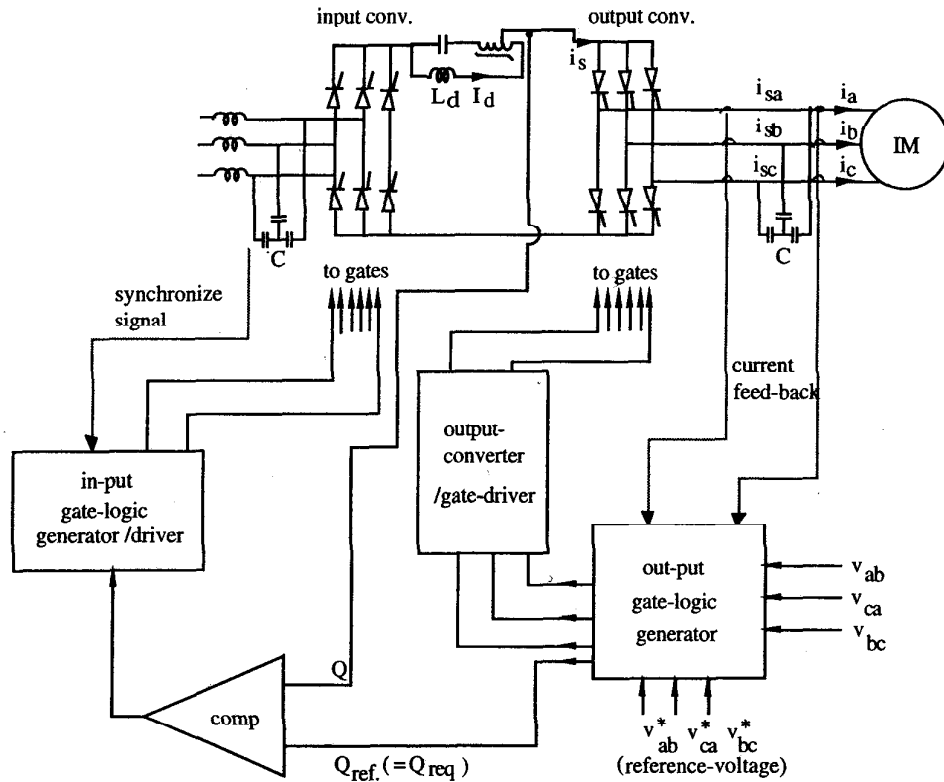 input conv.
output conv.
i_s
L_d I_d
i_sa i_a
i_sb i_b
i_sc i_c
IM
C
C
to gates
to gates
synchronize
signal
current
feed-back
output-
converter
/gate-driver
in-put
gate-logic
generator /driver
out-put
gate-logic
generator
v_ab
v_ca
v_bc
Q
comp
Q_ref. (=Q_req)
v*_ab v*_ca v*_bc
(reference-voltage)